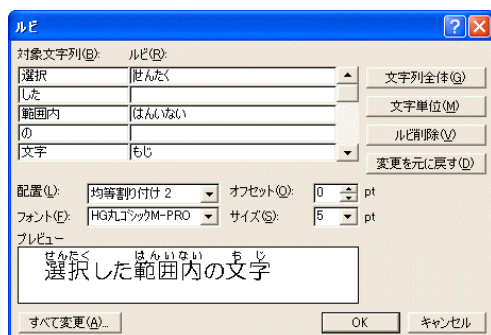 ルビ
対象文字列(B): ルビ(R):
選択 せんたく
した
範囲内 はんいない
の
文字 もじ
文字列全体(G)
文字単位(M)
ルビ削除(V)
変更を元に戻す(D)
配置(L): 均等割り付け 2 オフセット(O): 0 pt
フォント(F): HG丸ゴシックM-PRO サイズ(S): 5 pt
プレビュー
せんたく はんいない もじ
選択した範囲内の文字
すべて変更(A)... OK キャンセル